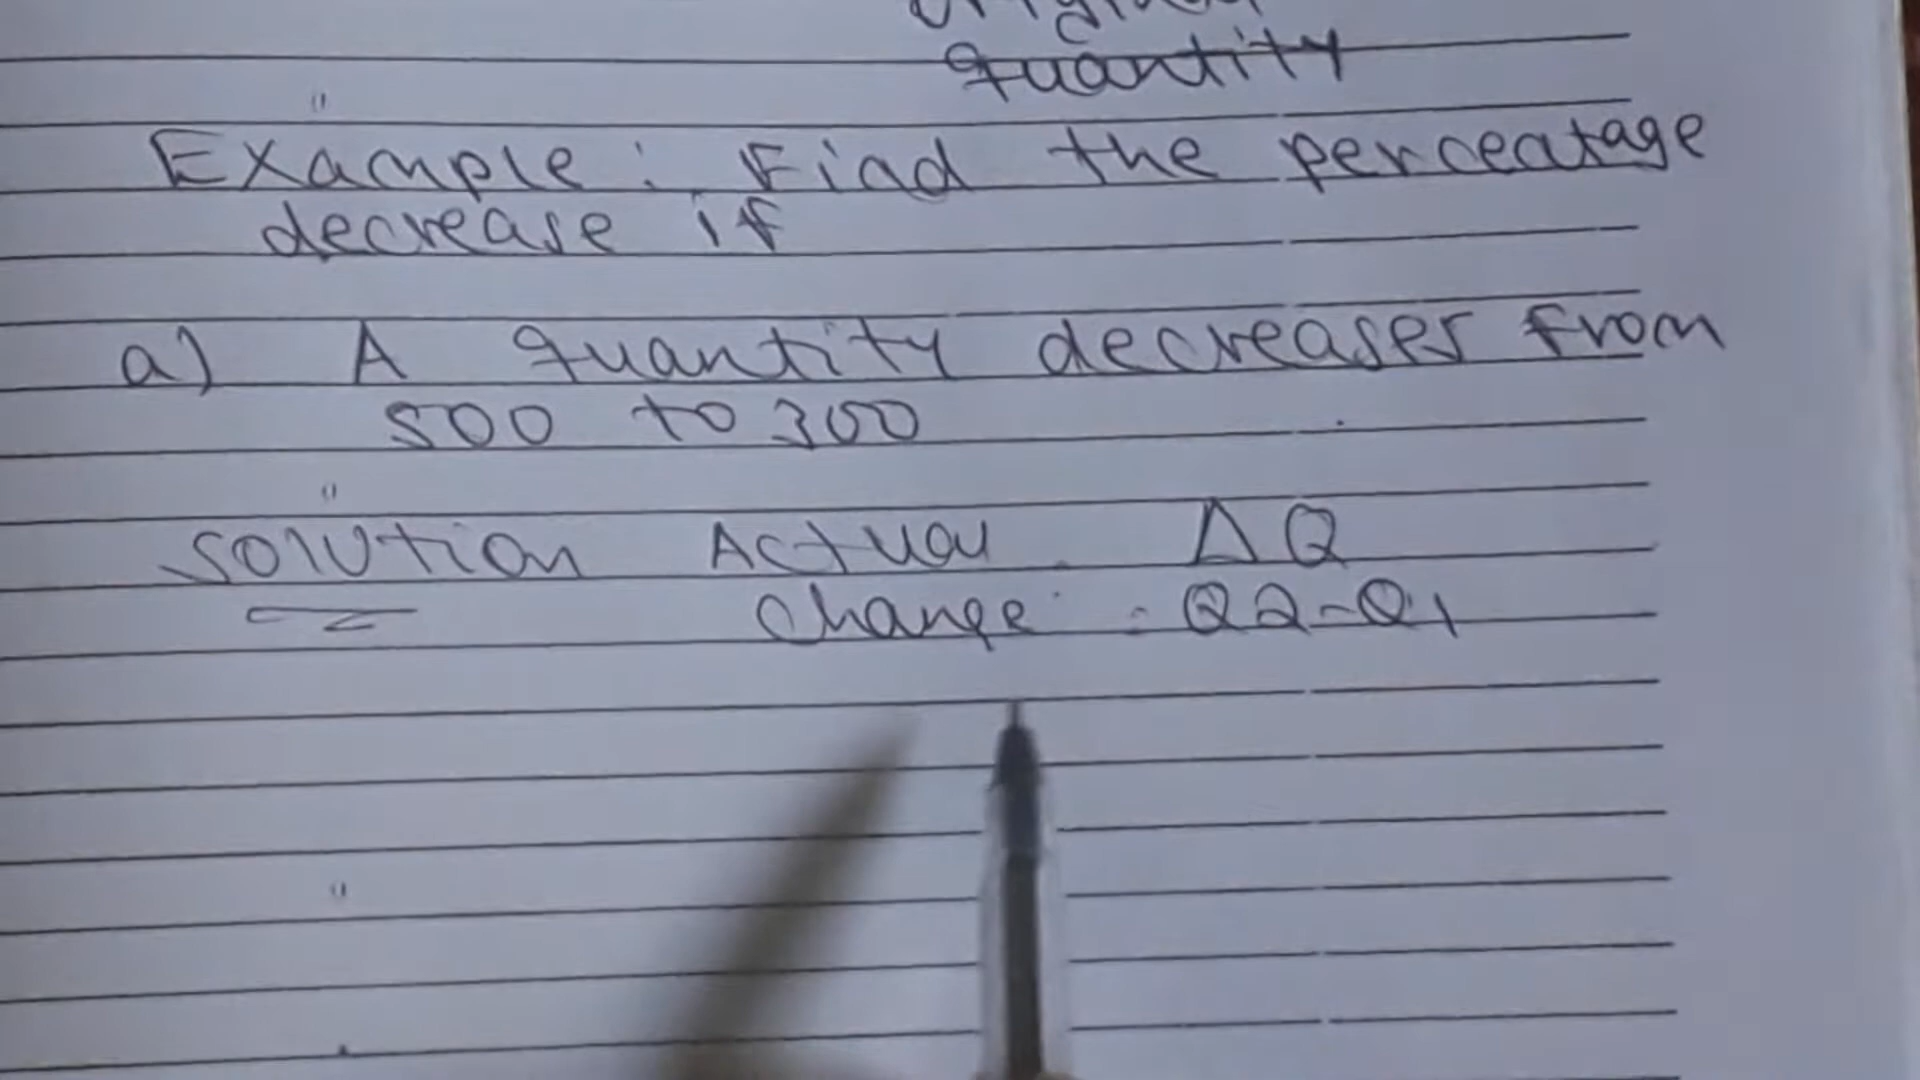 Original
quantity
Example: Find the percentage
decrease if
a) A quantity decreases from
500 to 300
Solution Actual ΔQ
Change = Q2-Q1